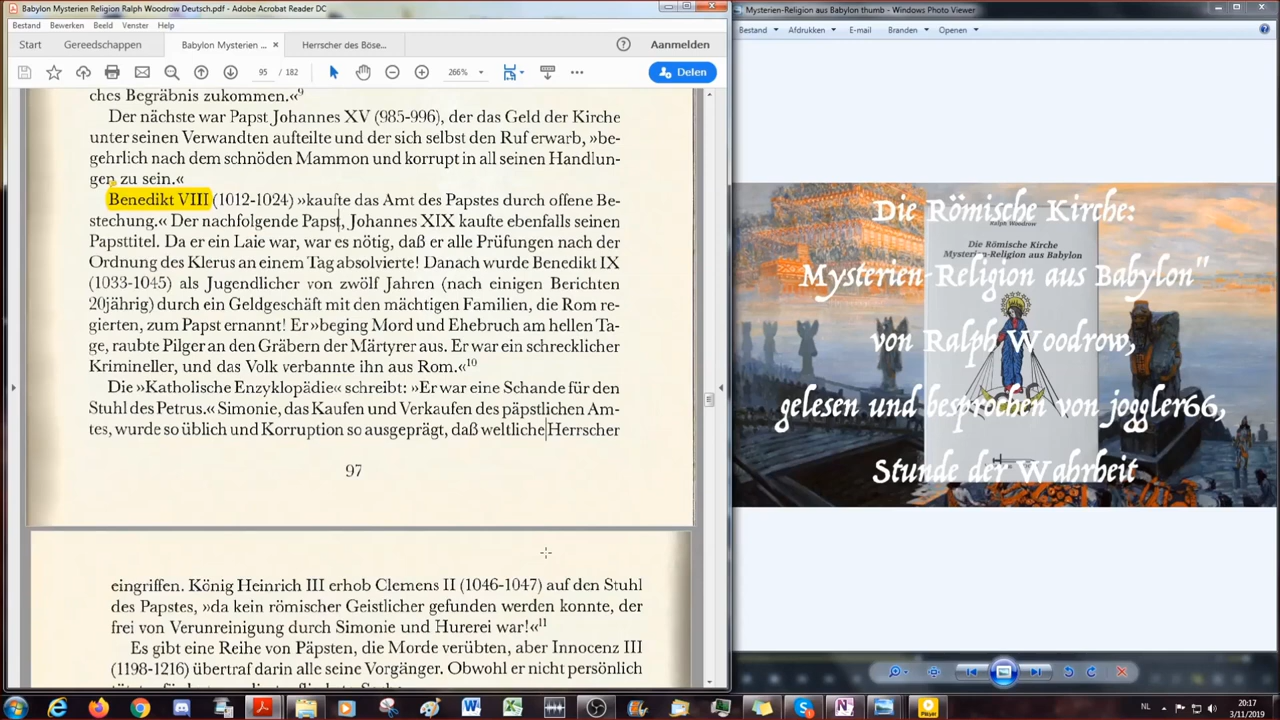 Babylon Mysterien Religion Ralph Woodrow Deutsch.pdf - Adobe Acrobat Reader DC
Bestand Bewerken Beeld Venster Help
Start Gereedschappen Babylon Mysterien ... × Herrscher des Böse... Aanmelden
95 / 182 266% Delen
ches Begräbnis zukommen.«9
Der nächste war Papst Johannes XV (985-996), der das Geld der Kirche
unter seinen Verwandten aufteilte und der sich selbst den Ruf erwarb, »be-
gehrlich nach dem schnöden Mammon und korrupt in all seinen Handlun-
gen zu sein.«
Benedikt VIII (1012-1024) »kaufte das Amt des Papstes durch offene Be-
stechung.« Der nachfolgende Papst, Johannes XIX kaufte ebenfalls seinen
Papsttitel. Da er ein Laie war, war es nötig, daß er alle Prüfungen nach der
Ordnung des Klerus an einem Tag absolvierte! Danach wurde Benedikt IX
(1033-1045) als Jugendlicher von zwölf Jahren (nach einigen Berichten
20jährig) durch ein Geldgeschäft mit den mächtigen Familien, die Rom re-
gierten, zum Papst ernannt! Er »beging Mord und Ehebruch am hellen Ta-
ge, raubte Pilger an den Gräbern der Märtyrer aus. Er war ein schrecklicher
Krimineller, und das Volk verbannte ihn aus Rom.«10
Die »Katholische Enzyklopädie« schreibt: »Er war eine Schande für den
Stuhl des Petrus.« Simonie, das Kaufen und Verkaufen des päpstlichen Am-
tes, wurde so üblich und Korruption so ausgeprägt, daß weltliche Herrscher
97
eingriffen. König Heinrich III erhob Clemens II (1046-1047) auf den Stuhl
des Papstes, »da kein römischer Geistlicher gefunden werden konnte, der
frei von Verunreinigung durch Simonie und Hurerei war!«11
Es gibt eine Reihe von Päpsten, die Morde verübten, aber Innocenz III
(1198-1216) übertraf darin alle seine Vorgänger. Obwohl er nicht persönlich
Mysterien-Religion aus Babylon thumb - Windows Photo Viewer
Bestand Afdrukken E-mail Branden Openen
Die Römische Kirche:
Ralph Woodrow
Die Römische Kirche
Mysterien-Religion aus Babylon
Mysterien-Religion aus Babylon"
von Ralph Woodrow,
gelesen und besprochen von joggler66,
Stunde der Wahrheit
NL 20:17
3/11/2019